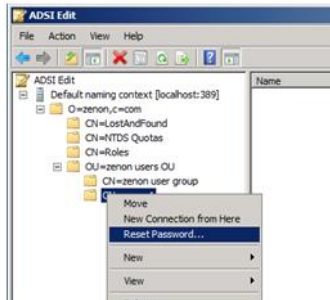 ADSI Edit
File Action View Help
ADSI Edit
Name
Default naming context [localhost:389]
O=zenon,c=com
CN=LostAndFound
CN=NTDS Quotas
CN=Roles
OU=zenon users OU
CN=zenon user group
Move
New Connection from Here
Reset Password...
New
View